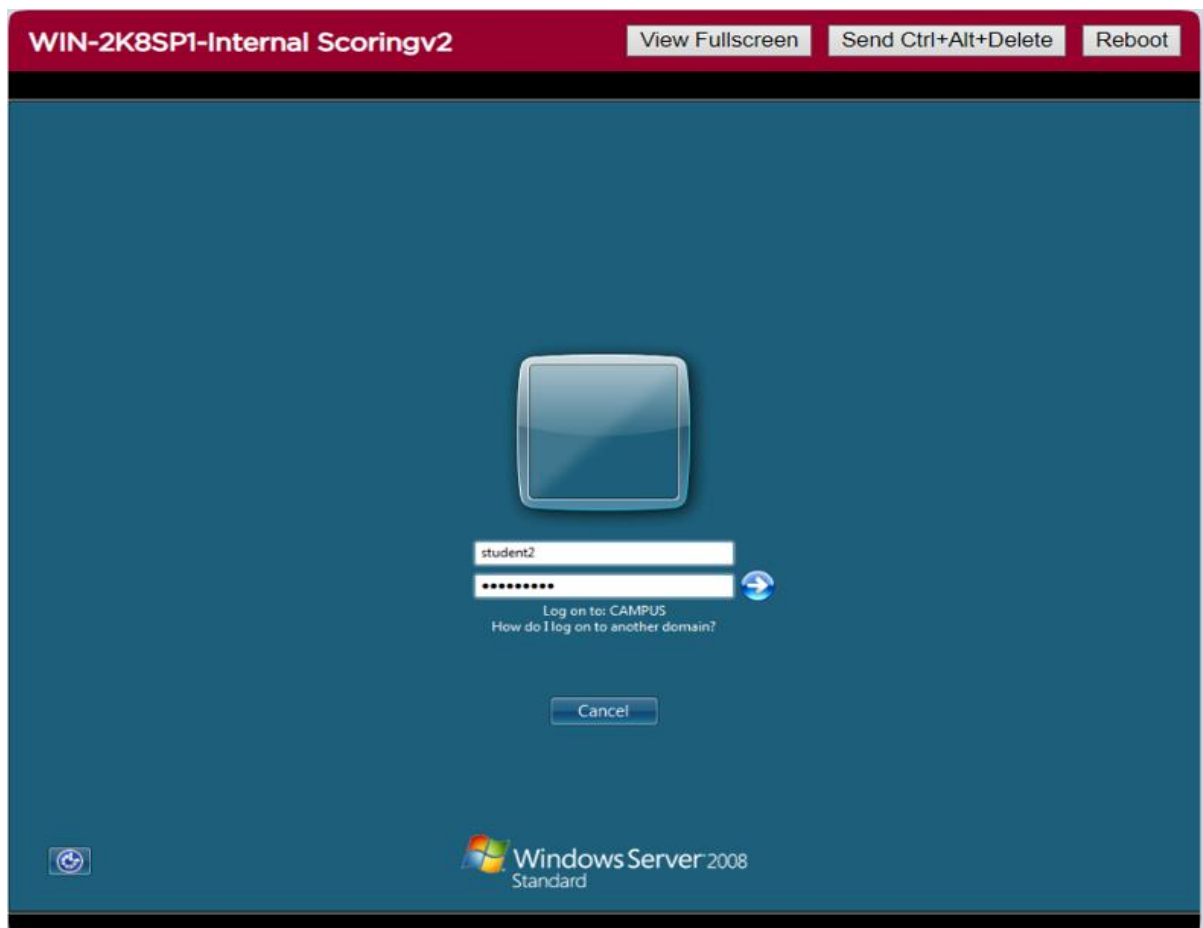 WIN-2K8SP1-Internal Scoringv2 View Fullscreen Send Ctrl+Alt+Delete Reboot
student2
•••••••••
Log on to: CAMPUS
How do I log on to another domain?
Cancel
Windows Server 2008
Standard